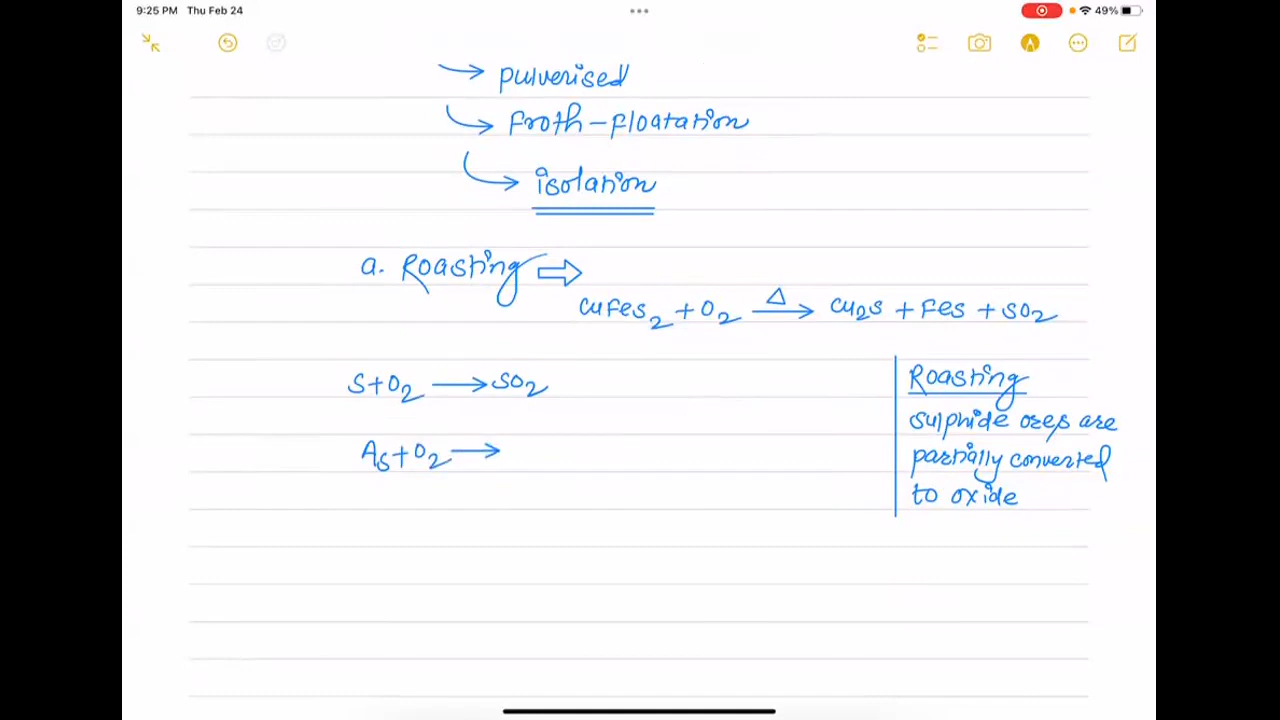 9:25 PM Thu Feb 24
49%
→ pulverised
→ Froth-Floatation
→ isolation
a. Roasting ⇒
CuFeS₂ + O₂ —Δ→ Cu₂S + FeS + SO₂
S + O₂ → SO₂
As + O₂ →
Roasting
sulphide ores are
partially converted
to oxide